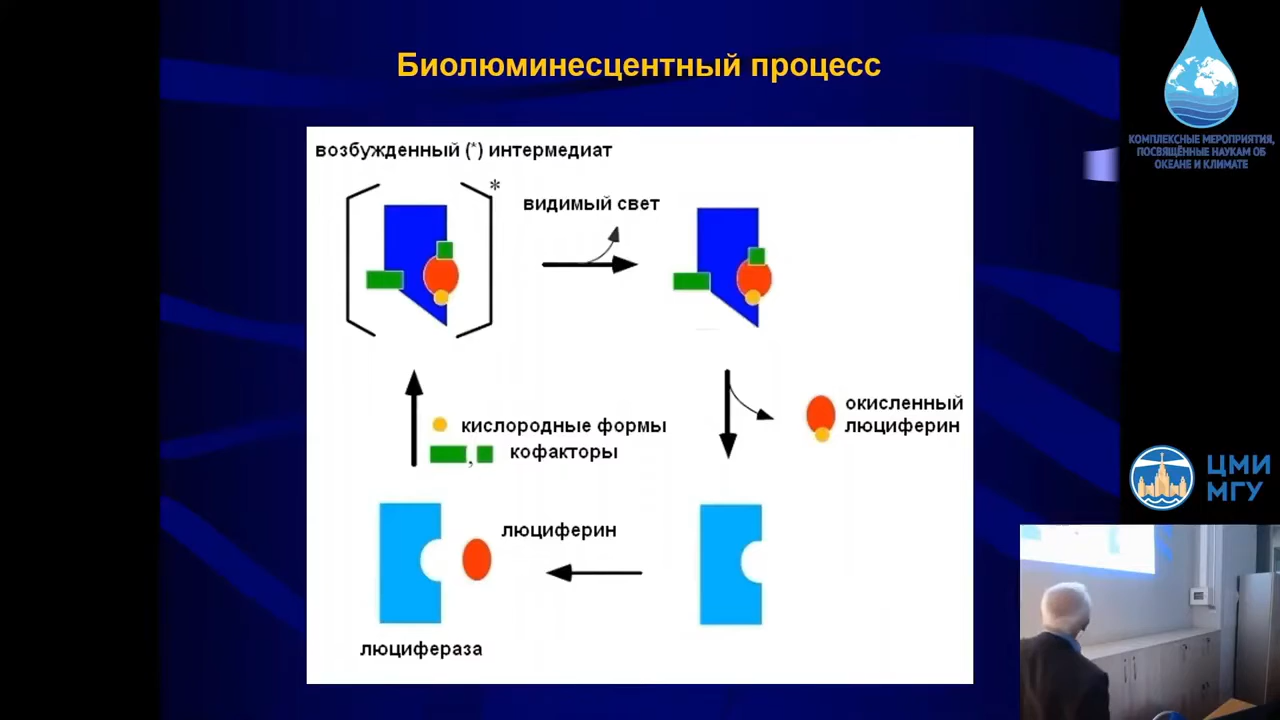 Биолюминесцентный процесс
возбужденный (*) интермедиат
*
видимый свет
окисленный
люциферин
кислородные формы
, кофакторы
люциферин
люцифераза
КОМПЛЕКСНЫЕ МЕРОПРИЯТИЯ,
ПОСВЯЩЁННЫЕ НАУКАМ ОБ
ОКЕАНЕ И КЛИМАТЕ
ЦМИ
МГУ